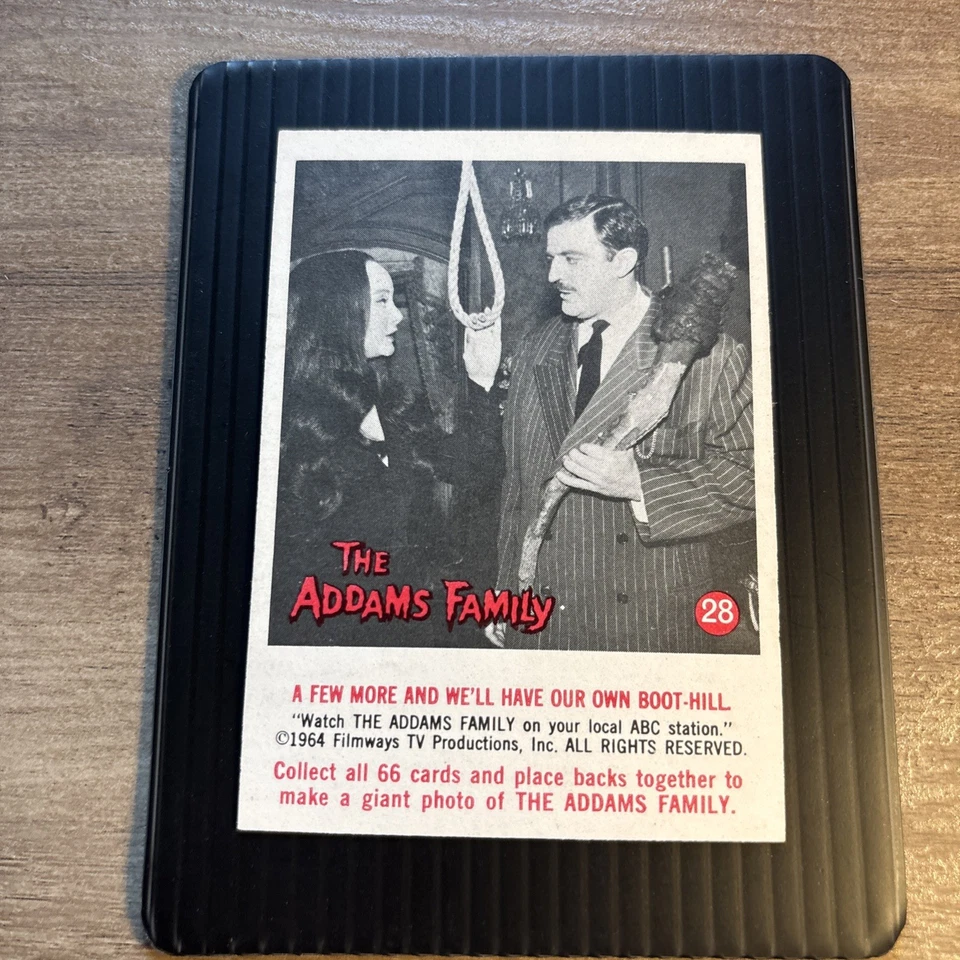 THE
ADDAMS FAMILY
28
A FEW MORE AND WE'LL HAVE OUR OWN BOOT-HILL.
"Watch THE ADDAMS FAMILY on your local ABC station."
©1964 Filmways TV Productions, Inc. ALL RIGHTS RESERVED.
Collect all 66 cards and place backs together to
make a giant photo of THE ADDAMS FAMILY.